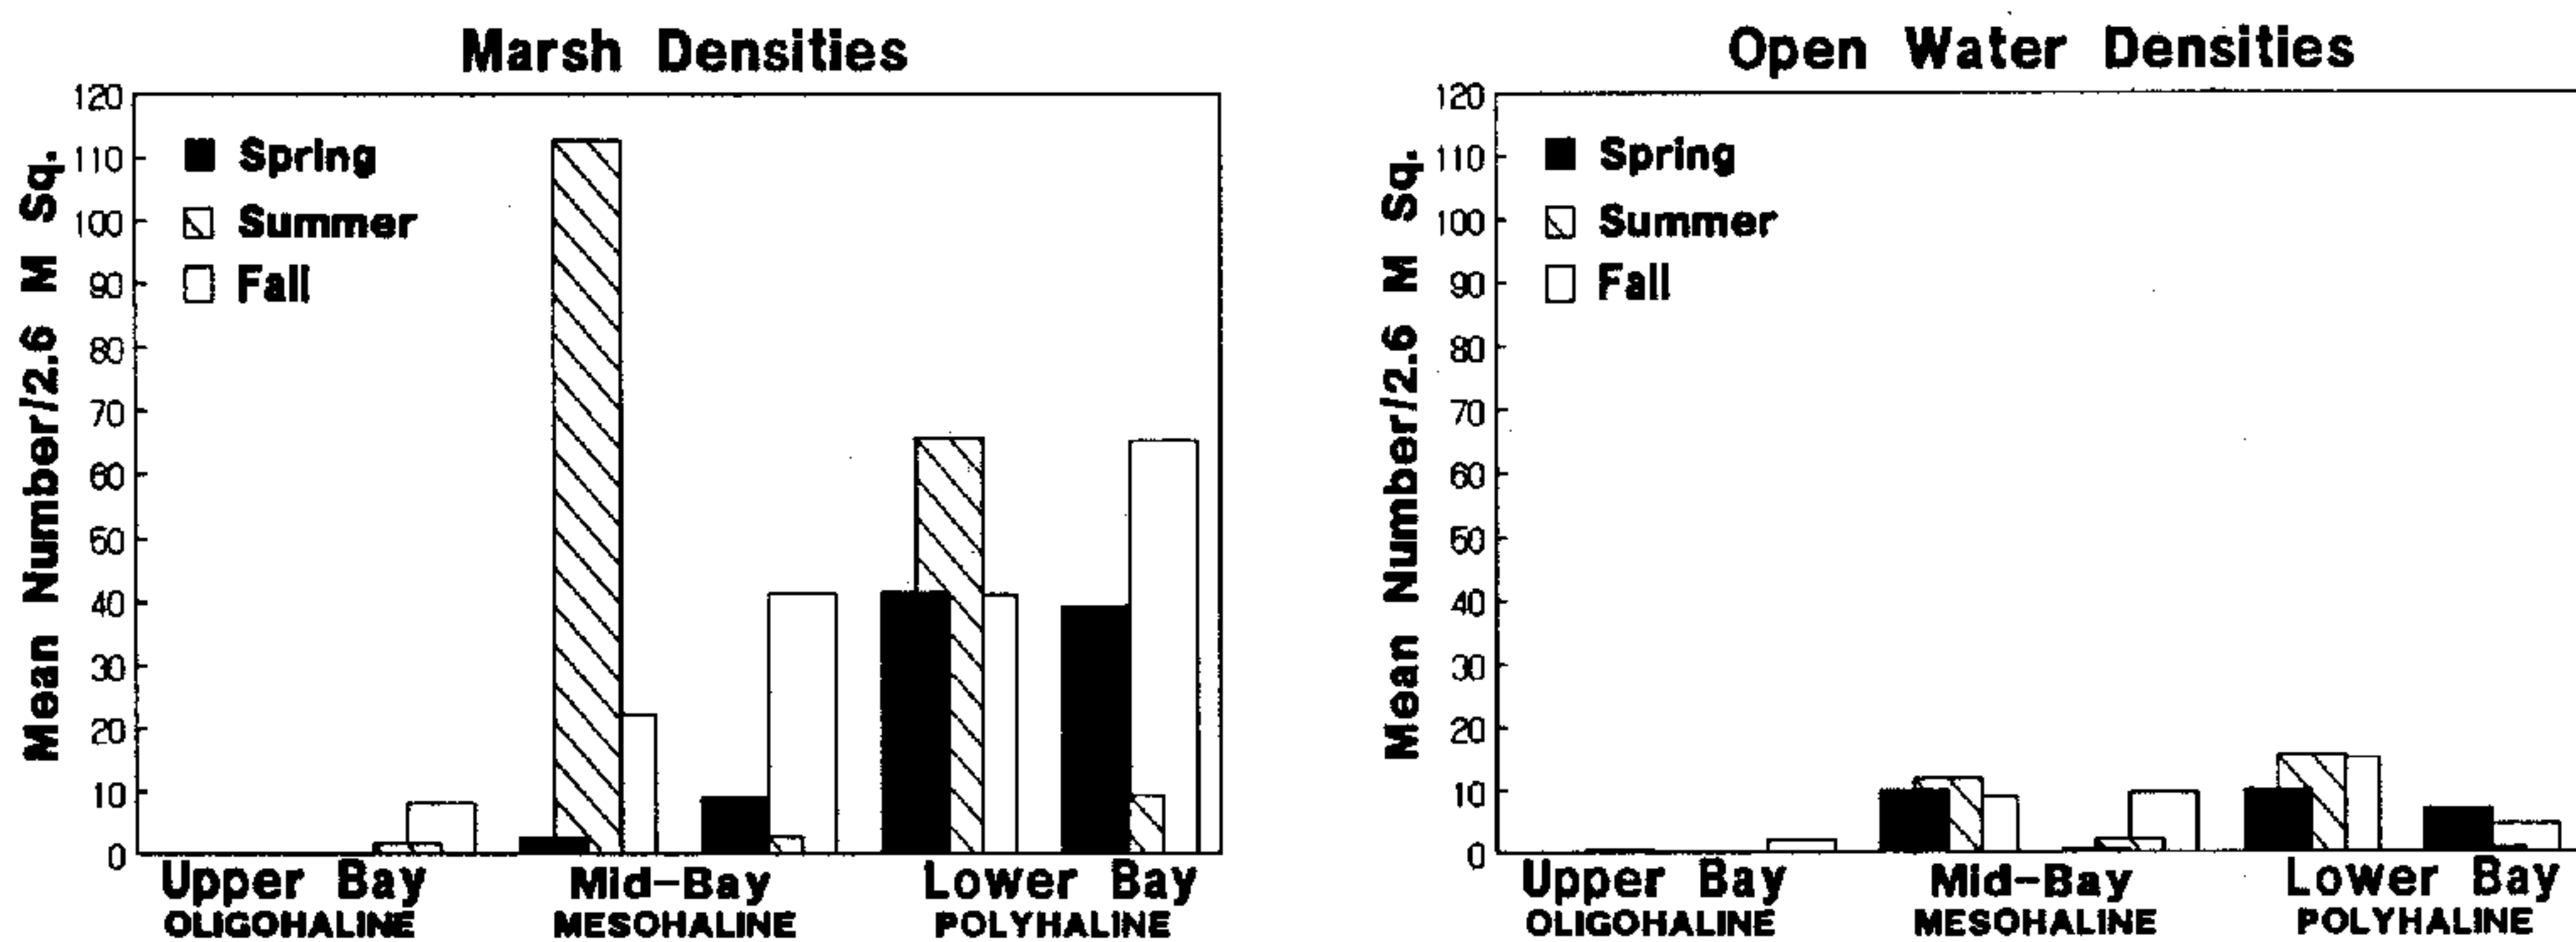 Marsh Densities
Mean Number/2.6 M Sq.
120
110
100
90
80
70
60
50
40
30
20
10
0
Spring
Summer
Fall
Upper Bay
OLIGOHALINE
Mid-Bay
MESOHALINE
Lower Bay
POLYHALINE
Open Water Densities
Mean Number/2.6 M Sq.
120
110
100
90
80
70
60
50
40
30
20
10
0
Spring
Summer
Fall
Upper Bay
OLIGOHALINE
Mid-Bay
MESOHALINE
Lower Bay
POLYHALINE